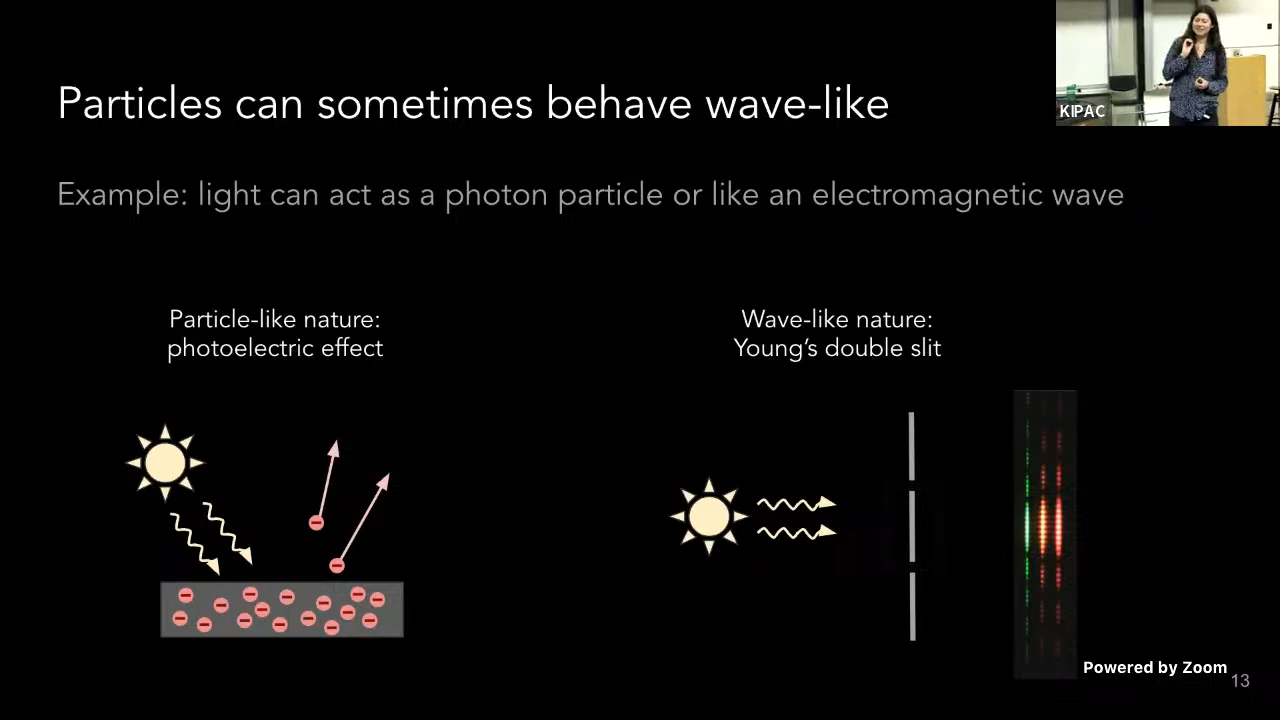 Particles can sometimes behave wave-like
KIPAC
Example: light can act as a photon particle or like an electromagnetic wave
Particle-like nature:
photoelectric effect
Wave-like nature:
Young’s double slit
Powered by Zoom
13